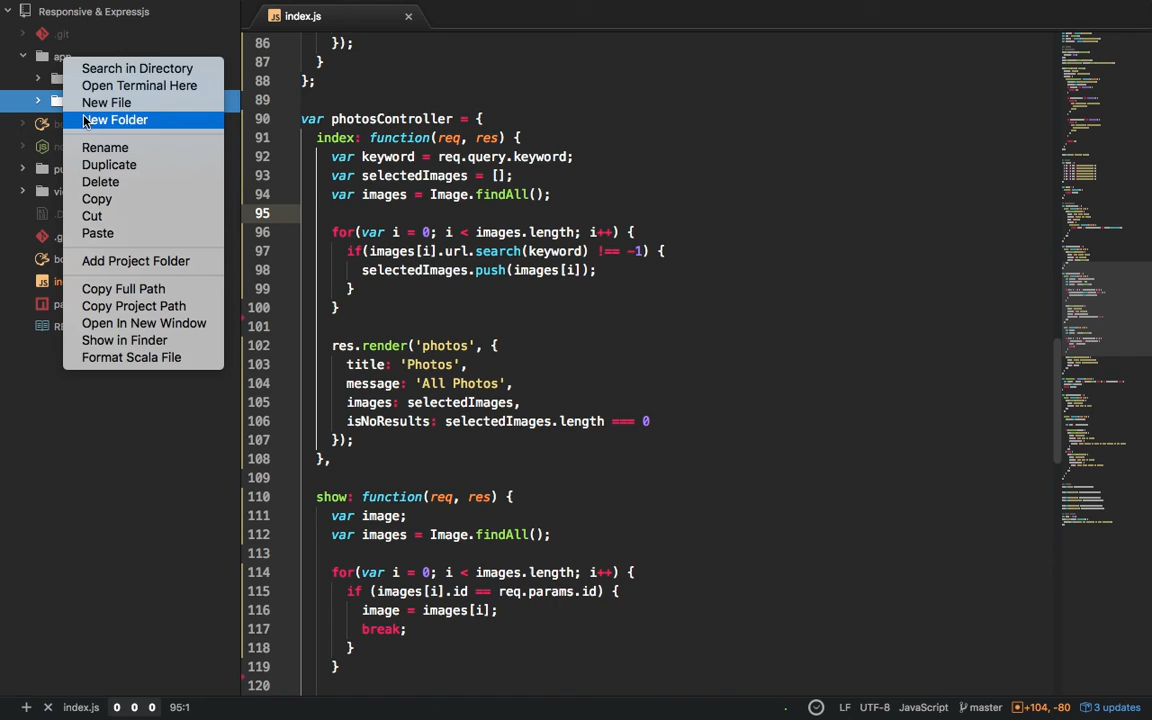 Responsive & Expressjs
index.js
.git
app
Search in Directory
Open Terminal Here
New File
New Folder
Rename
Duplicate
Delete
Copy
Cut
Paste
Add Project Folder
Copy Full Path
Copy Project Path
Open In New Window
Show in Finder
Format Scala File
86 });
87 }
88 };
89
90 var photosController = {
91 index: function(req, res) {
92 var keyword = req.query.keyword;
93 var selectedImages = [];
94 var images = Image.findAll();
95
96 for(var i = 0; i < images.length; i++) {
97 if(images[i].url.search(keyword) !== -1) {
98 selectedImages.push(images[i]);
99 }
100 }
101
102 res.render('photos', {
103 title: 'Photos',
104 message: 'All Photos',
105 images: selectedImages,
106 isNoResults: selectedImages.length === 0
107 });
108 },
109
110 show: function(req, res) {
111 var image;
112 var images = Image.findAll();
113
114 for(var i = 0; i < images.length; i++) {
115 if (images[i].id == req.params.id) {
116 image = images[i];
117 break;
118 }
119 }
120
index.js 0 0 0 95:1 LF UTF-8 JavaScript master +104, -80 3 updates